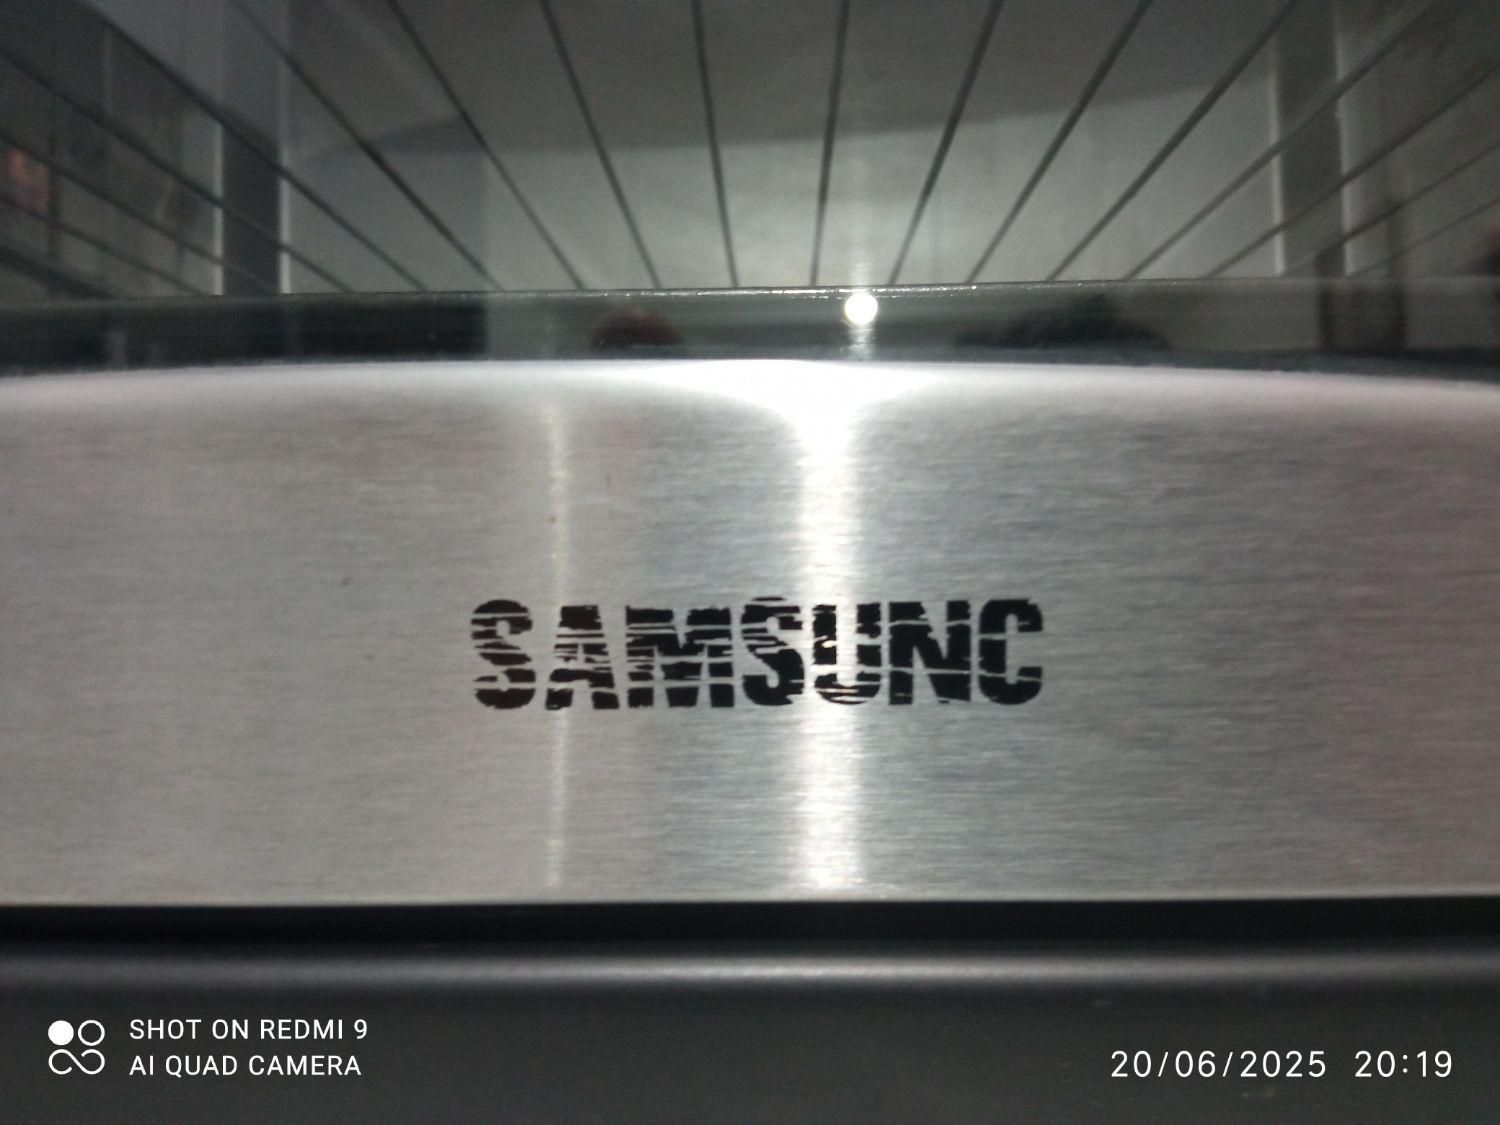 SAMSUNC
SHOT ON REDMI 9
AI QUAD CAMERA
20/06/2025 20:19